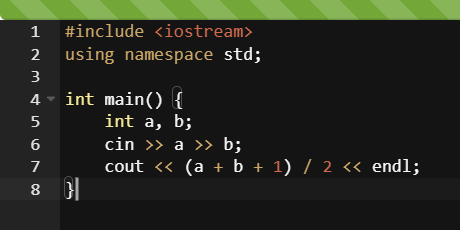 1 #include <iostream>
2 using namespace std;
3
4 int main() {
5     int a, b;
6     cin >> a >> b;
7     cout << (a + b + 1) / 2 << endl;
8 }